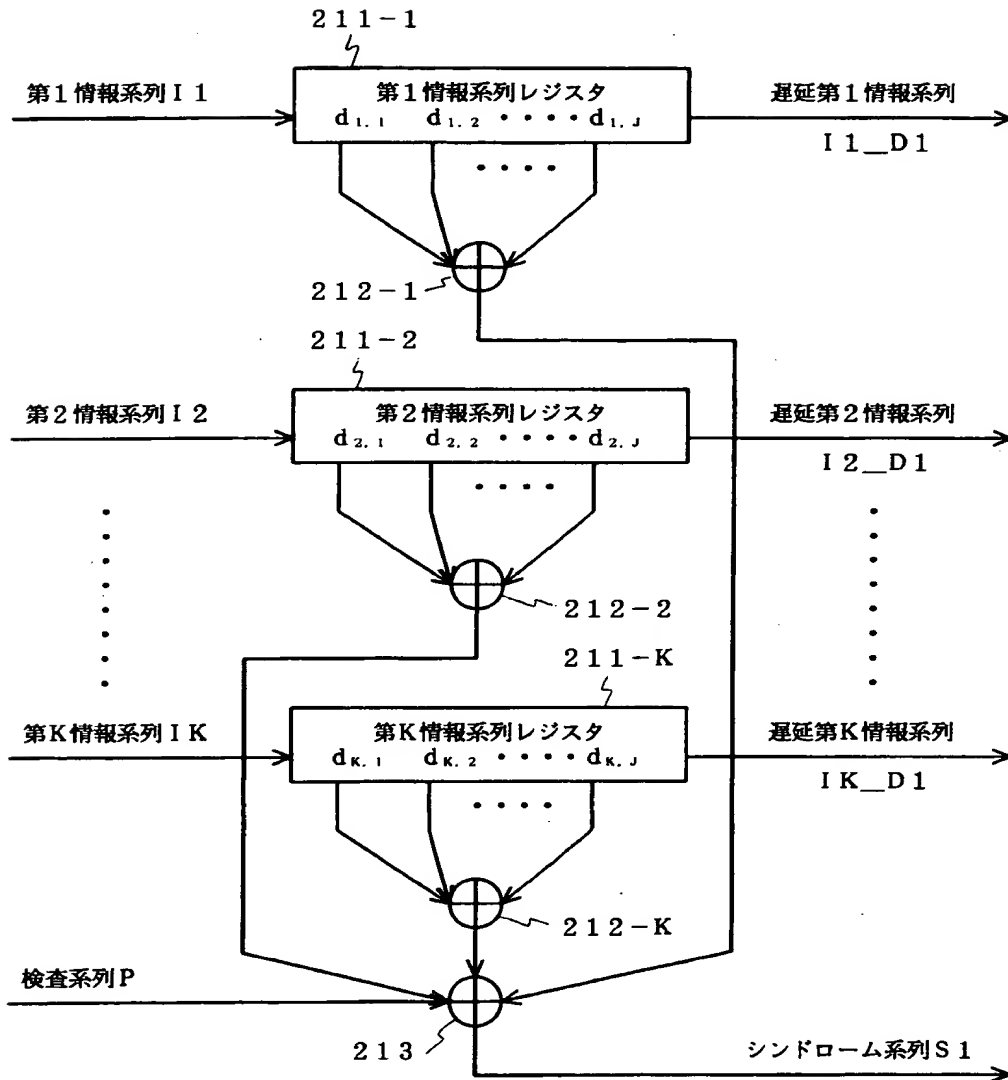 211-1
第1情報系列I1
第1情報系列レジスタ
遅延第1情報系列
d1,1 d1,2 ・・・・d1,J
I1__D1
・・・・
212-1
211-2
第2情報系列I2
第2情報系列レジスタ
遅延第2情報系列
d2,1 d2,2 ・・・・d2,J
I2__D1
・・・・
212-2
211-K
第K情報系列IK
第K情報系列レジスタ
遅延第K情報系列
dK,1 dK,2 ・・・・dK,J
IK__D1
・・・・
212-K
検査系列P
213
シンドローム系列S1